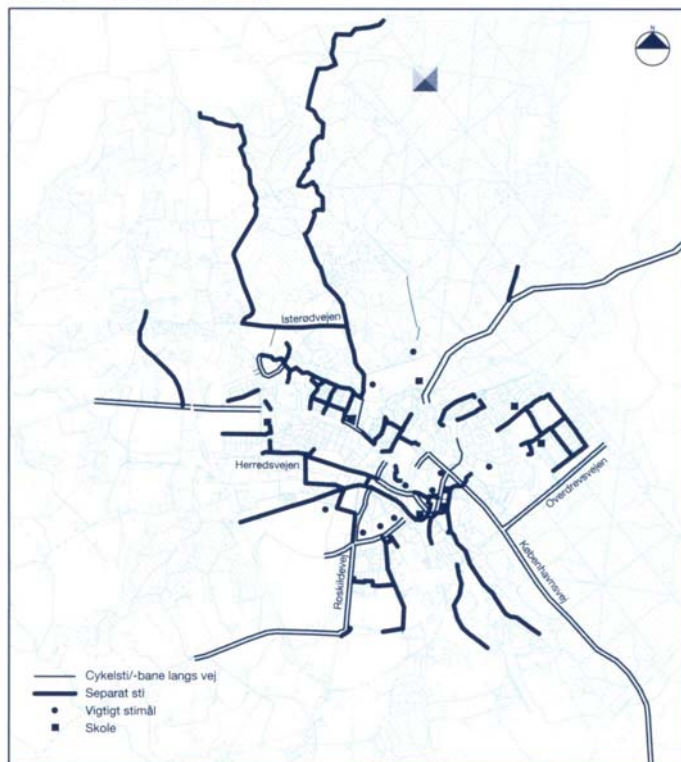 N
Isterødvejen
Herredsvejen
Overdrevsvejen
Københavnsvej
Roskildevej
Cykelsti/-bane langs vej
Separat sti
Vigtigt stimål
Skole